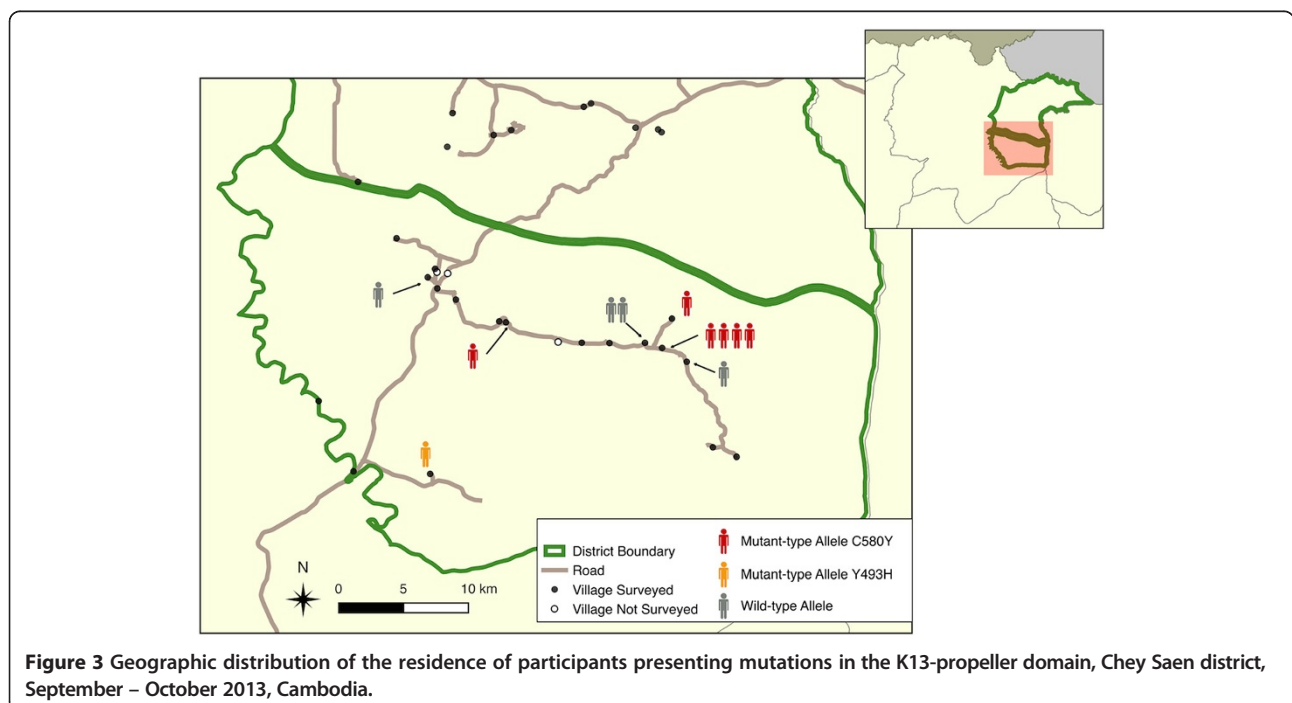 N
0 5 10 km
District Boundary
Road
Village Surveyed
Village Not Surveyed
Mutant-type Allele C580Y
Mutant-type Allele Y493H
Wild-type Allele
Figure 3 Geographic distribution of the residence of participants presenting mutations in the K13-propeller domain, Chey Saen district,
September – October 2013, Cambodia.